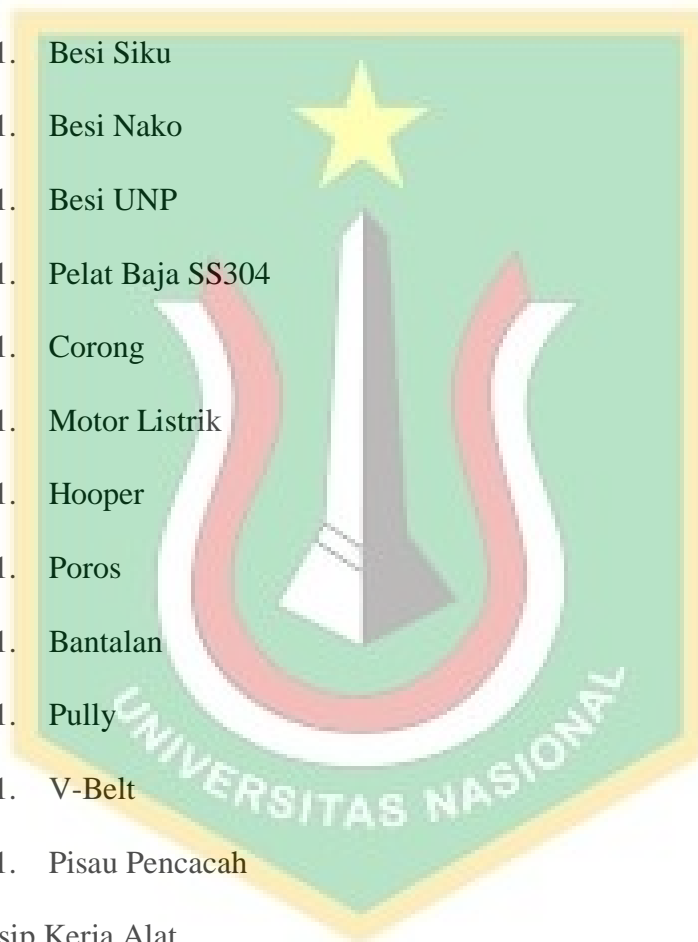 1. Besi Siku
1. Besi Nako
1. Besi UNP
1. Pelat Baja SS304
1. Corong
1. Motor Listrik
1. Hooper
1. Poros
1. Bantalan
1. Pully
1. V-Belt
1. Pisau Pencacah
sip Kerja Alat
UNIVERSITAS NASIONAL